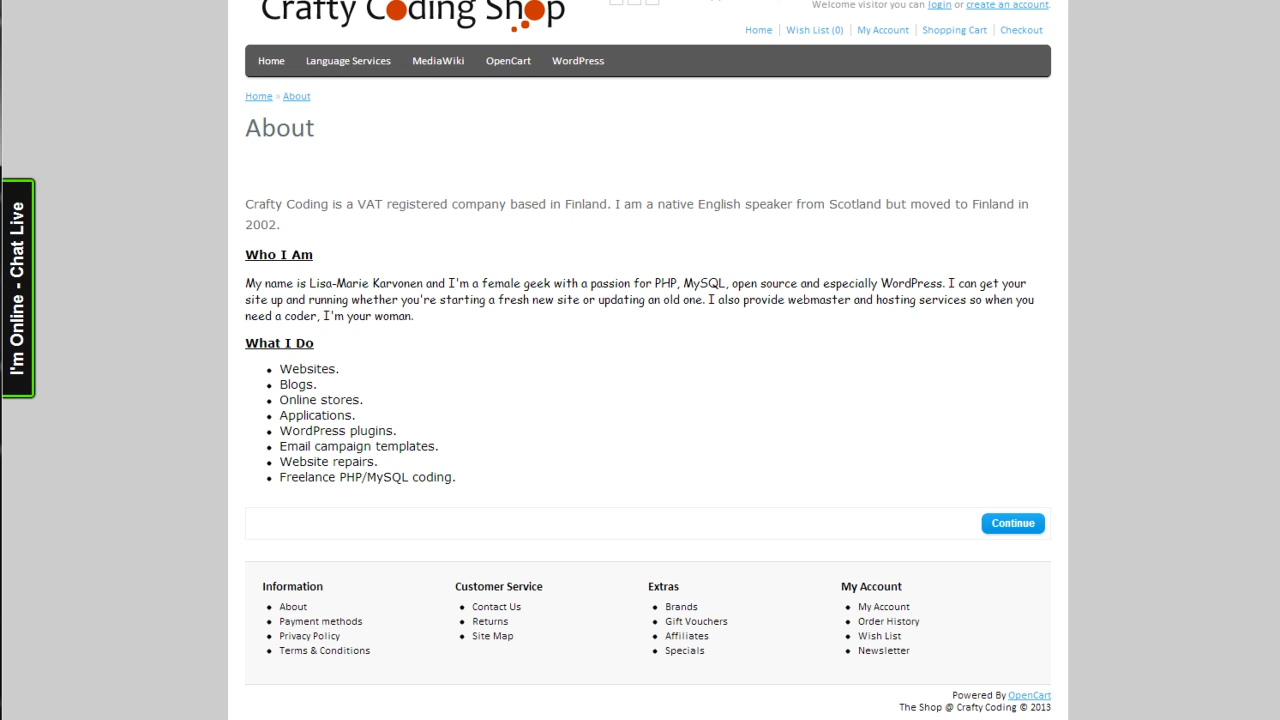 Crafty Coding Shop
Welcome visitor you can login or create an account.
Home Wish List (0) My Account Shopping Cart Checkout
Home Language Services MediaWiki OpenCart WordPress
Home » About
About
Crafty Coding is a VAT registered company based in Finland. I am a native English speaker from Scotland but moved to Finland in
2002.
Who I Am
My name is Lisa-Marie Karvonen and I'm a female geek with a passion for PHP, MySQL, open source and especially WordPress. I can get your
site up and running whether you're starting a fresh new site or updating an old one. I also provide webmaster and hosting services so when you
need a coder, I'm your woman.
What I Do
Websites.
Blogs.
Online stores.
Applications.
WordPress plugins.
Email campaign templates.
Website repairs.
Freelance PHP/MySQL coding.
I'm Online - Chat Live
Continue
Information
About
Payment methods
Privacy Policy
Terms & Conditions
Customer Service
Contact Us
Returns
Site Map
Extras
Brands
Gift Vouchers
Affiliates
Specials
My Account
My Account
Order History
Wish List
Newsletter
Powered By OpenCart
The Shop @ Crafty Coding © 2013